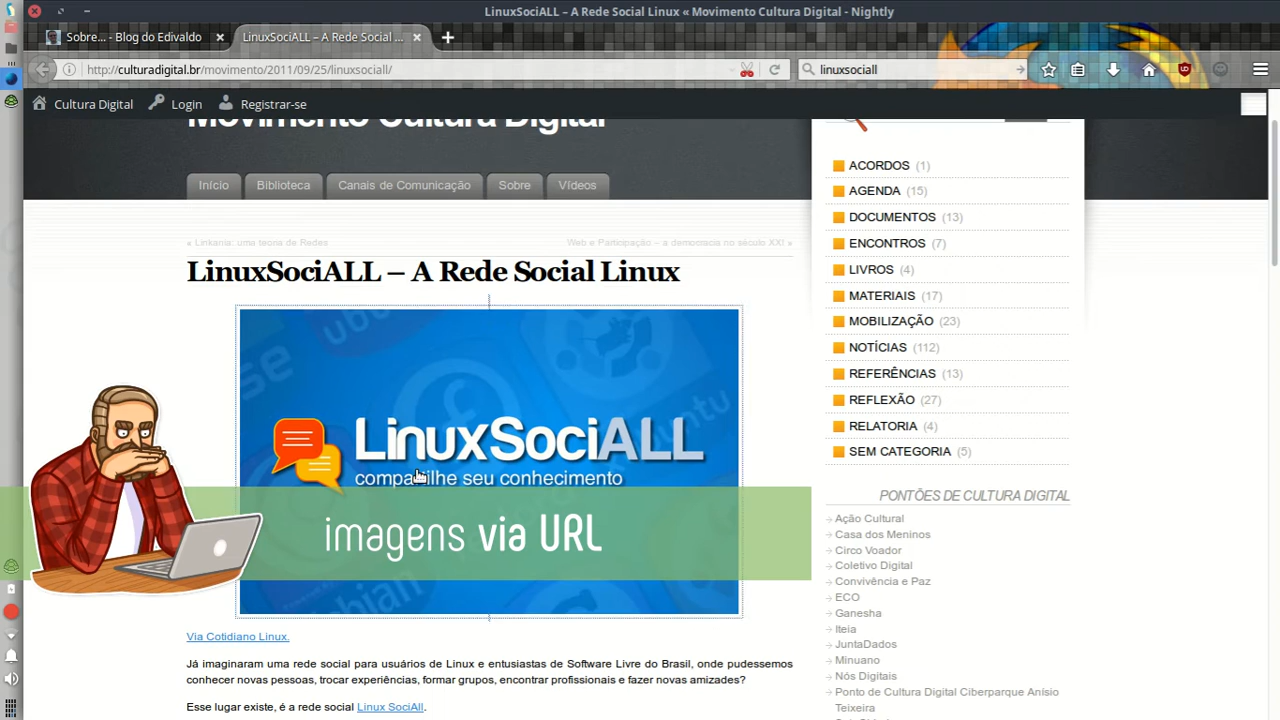 LinuxSociALL – A Rede Social Linux « Movimento Cultura Digital - Nightly
Sobre... - Blog do Edivaldo
LinuxSociALL – A Rede Social ...
http://culturadigital.br/movimento/2011/09/25/linuxsociall/
linuxsociall
Cultura Digital
Login
Registrar-se
Movimento Cultura Digital
Início
Biblioteca
Canais de Comunicação
Sobre
Vídeos
« Linkania: uma teoria de Redes
Web e Participação – a democracia no século XXI »
LinuxSociALL – A Rede Social Linux
ubuntu
LinuxSociALL
compartilhe seu conhecimento
imagens via URL
debian
Via Cotidiano Linux.
Já imaginaram uma rede social para usuários de Linux e entusiastas de Software Livre do Brasil, onde pudessemos
conhecer novas pessoas, trocar experiências, formar grupos, encontrar profissionais e fazer novas amizades?
Esse lugar existe, é a rede social Linux SociAll.
ACORDOS (1)
AGENDA (15)
DOCUMENTOS (13)
ENCONTROS (7)
LIVROS (4)
MATERIAIS (17)
MOBILIZAÇÃO (23)
NOTÍCIAS (112)
REFERÊNCIAS (13)
REFLEXÃO (27)
RELATORIA (4)
SEM CATEGORIA (5)
PONTÕES DE CULTURA DIGITAL
Ação Cultural
Casa dos Meninos
Circo Voador
Coletivo Digital
Convivência e Paz
ECO
Ganesha
Iteia
JuntaDados
Minuano
Nós Digitais
Ponto de Cultura Digital Ciberparque Anísio
Teixeira